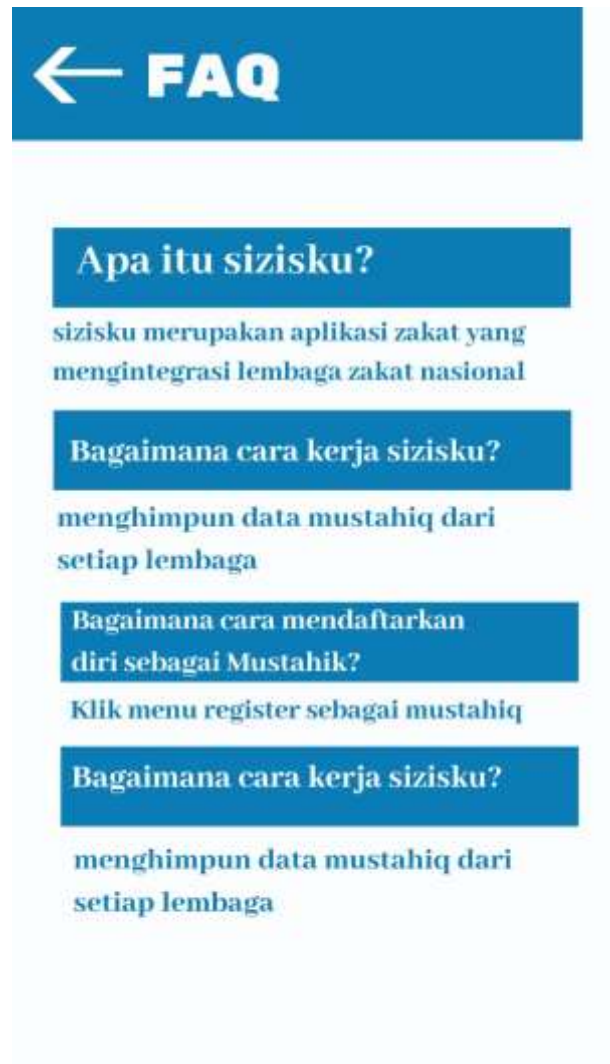 FAQ
Apa itu sizisku?
sizisku merupakan aplikasi zakat yang
mengintegrasi lembaga zakat nasional
Bagaimana cara kerja sizisku?
menghimpun data mustahiq dari
setiap lembaga
Bagaimana cara mendaftarkan
diri sebagai Mustahik?
Klik menu register sebagai mustahiq
Bagaimana cara kerja sizisku?
menghimpun data mustahiq dari
setiap lembaga